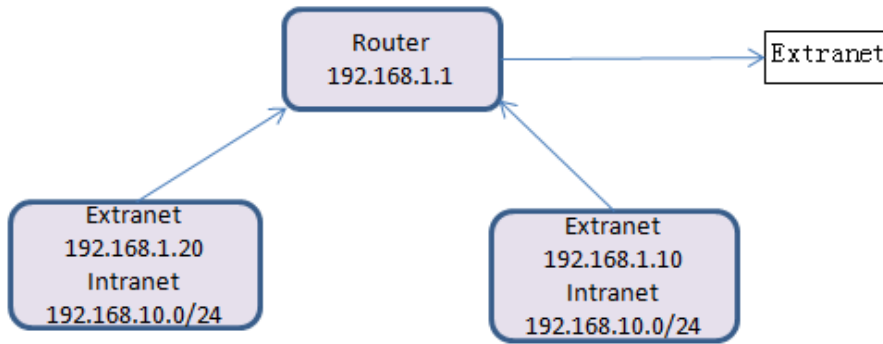 Router
192.168.1.1
Extranet
Extranet
192.168.1.20
Intranet
192.168.10.0/24
Extranet
192.168.1.10
Intranet
192.168.10.0/24